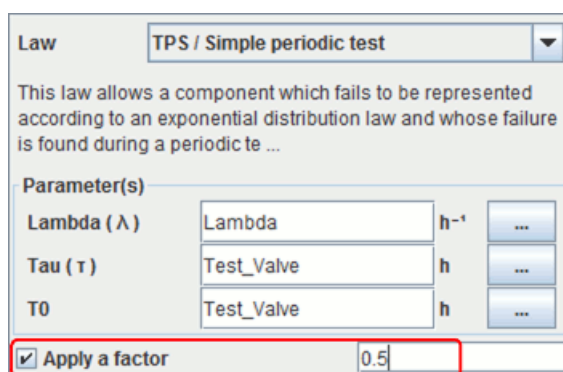 Law TPS / Simple periodic test
This law allows a component which fails to be represented
according to an exponential distribution law and whose failure
is found during a periodic te ...
Parameter(s)
Lambda ( λ ) Lambda h⁻¹ ...
Tau ( τ ) Test_Valve h ...
T0 Test_Valve h ...
Apply a factor 0.5